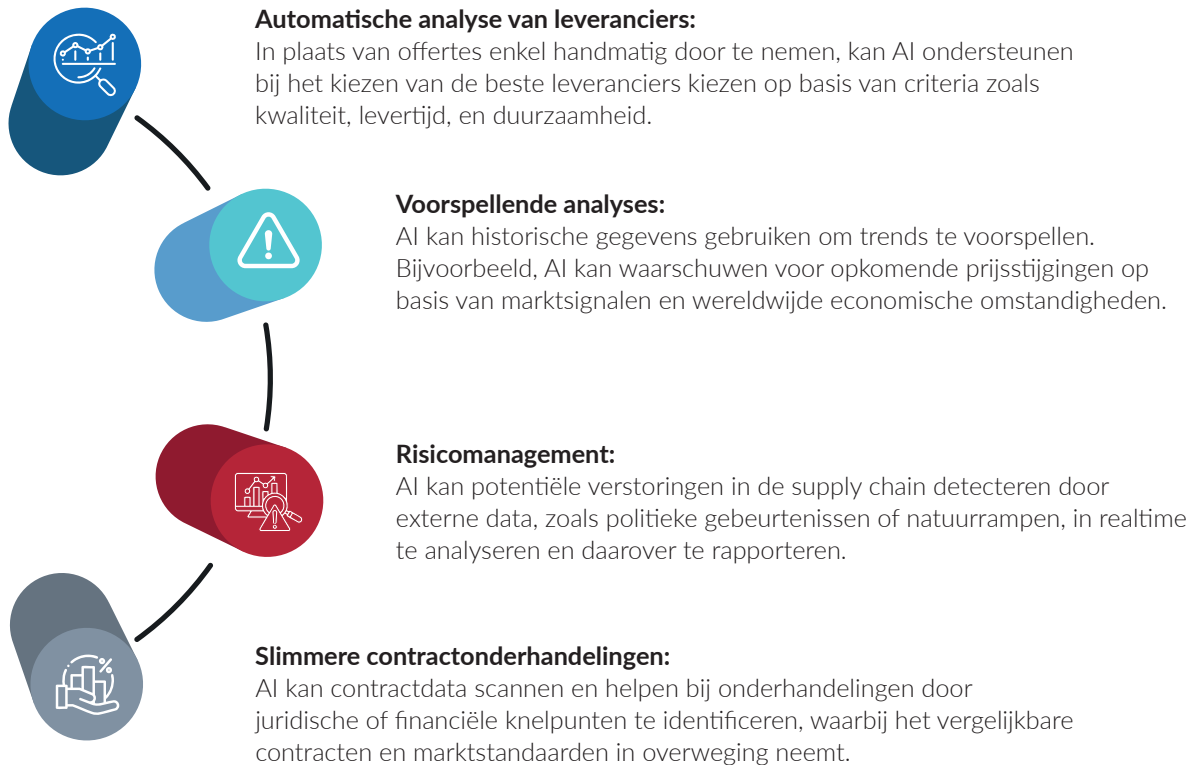 Automatische analyse van leveranciers:
In plaats van offertes enkel handmatig door te nemen, kan AI ondersteunen
bij het kiezen van de beste leveranciers kiezen op basis van criteria zoals
kwaliteit, levertijd, en duurzaamheid.
Voorspellende analyses:
AI kan historische gegevens gebruiken om trends te voorspellen.
Bijvoorbeeld, AI kan waarschuwen voor opkomende prijsstijgingen op
basis van marktsignalen en wereldwijde economische omstandigheden.
Risicomanagement:
AI kan potentiële verstoringen in de supply chain detecteren door
externe data, zoals politieke gebeurtenissen of natuurrampen, in realtime
te analyseren en daarover te rapporteren.
Slimmere contractonderhandelingen:
AI kan contractdata scannen en helpen bij onderhandelingen door
juridische of financiële knelpunten te identificeren, waarbij het vergelijkbare
contracten en marktstandaarden in overweging neemt.